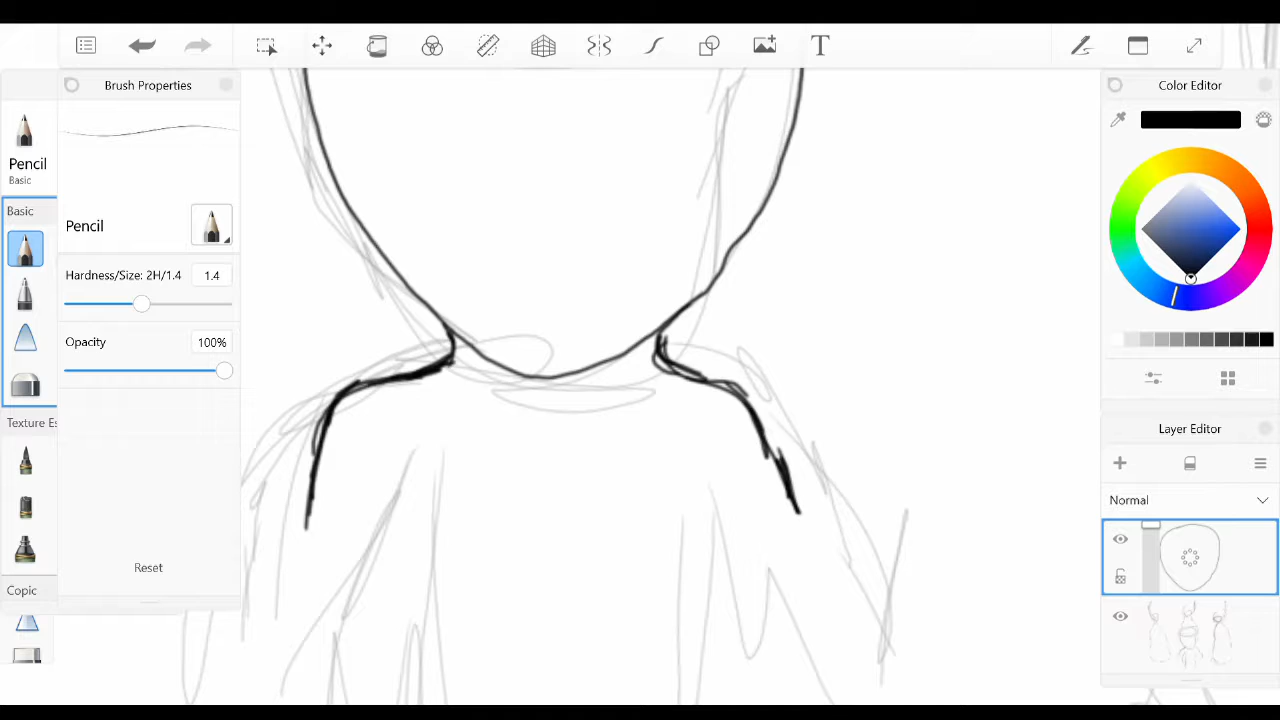 T
Brush Properties
Color Editor
Pencil
Basic
Basic
Pencil
Hardness/Size: 2H/1.4
1.4
Opacity
100%
Texture Es
Reset
Copic
Layer Editor
Normal